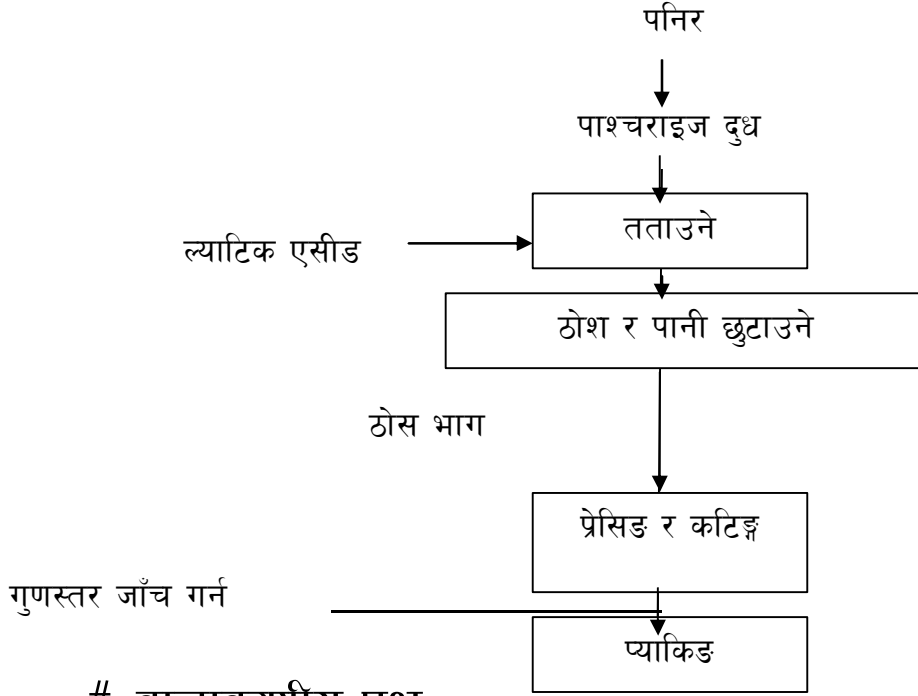 पनिर
पाश्चराइज दुध
तताउने
ल्याटिक एसीड
ठोश र पानी छुटाउने
ठोस भाग
प्रेसिङ र कटिङ्ग
गुणस्तर जाँच गर्न
प्याकिङ
#